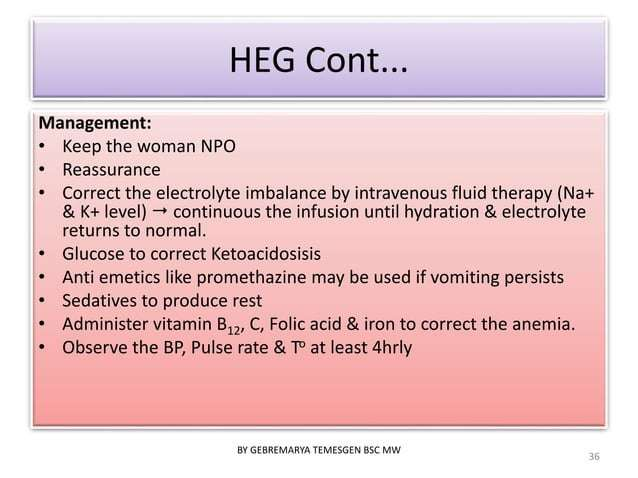 HEG Cont...
Management:
• Keep the woman NPO
• Reassurance
• Correct the electrolyte imbalance by intravenous fluid therapy (Na+
& K+ level) → continuous the infusion until hydration & electrolyte
returns to normal.
• Glucose to correct Ketoacidosisis
• Anti emetics like promethazine may be used if vomiting persists
• Sedatives to produce rest
• Administer vitamin B12, C, Folic acid & iron to correct the anemia.
• Observe the BP, Pulse rate & Tº at least 4hrly
BY GEBREMARYA TEMESGEN BSC MW
36